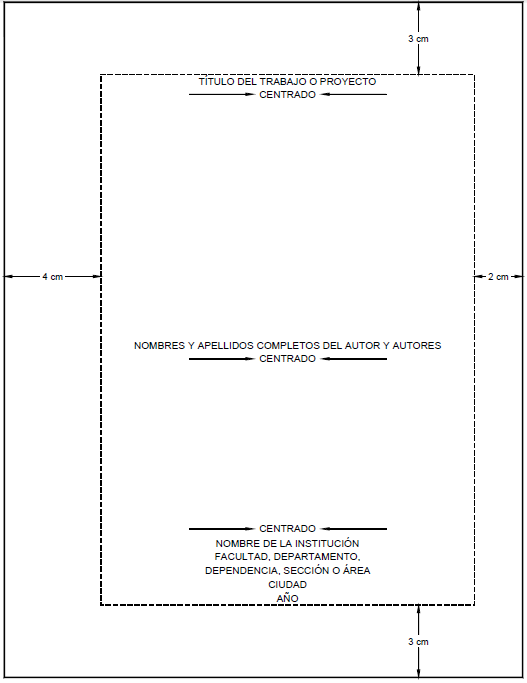 3 cm
TÍTULO DEL TRABAJO O PROYECTO
CENTRADO
4 cm
2 cm
NOMBRES Y APELLIDOS COMPLETOS DEL AUTOR Y AUTORES
CENTRADO
CENTRADO
NOMBRE DE LA INSTITUCIÓN
FACULTAD, DEPARTAMENTO,
DEPENDENCIA, SECCIÓN O ÁREA
CIUDAD
AÑO
3 cm